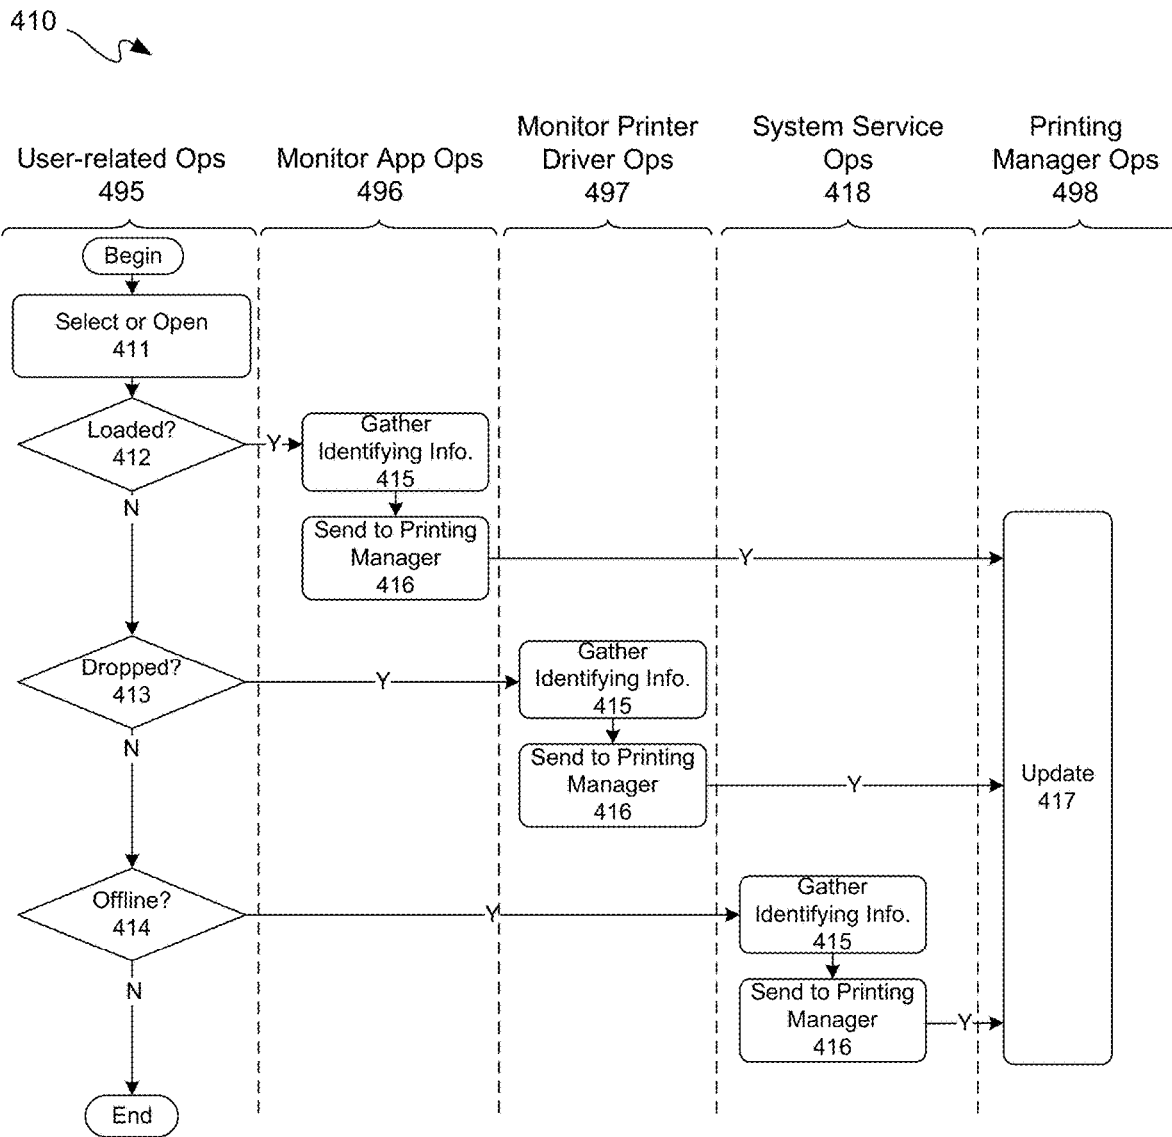 410
User-related Ops
495
Monitor App Ops
496
Monitor Printer
Driver Ops
497
System Service
Ops
418
Printing
Manager Ops
498
Begin
Select or Open
411
Loaded?
412
Y
N
Gather
Identifying Info.
415
Send to Printing
Manager
416
Y
Dropped?
413
Y
N
Gather
Identifying Info.
415
Send to Printing
Manager
416
Y
Update
417
Offline?
414
Y
N
Gather
Identifying Info.
415
Send to Printing
Manager
416
Y
End